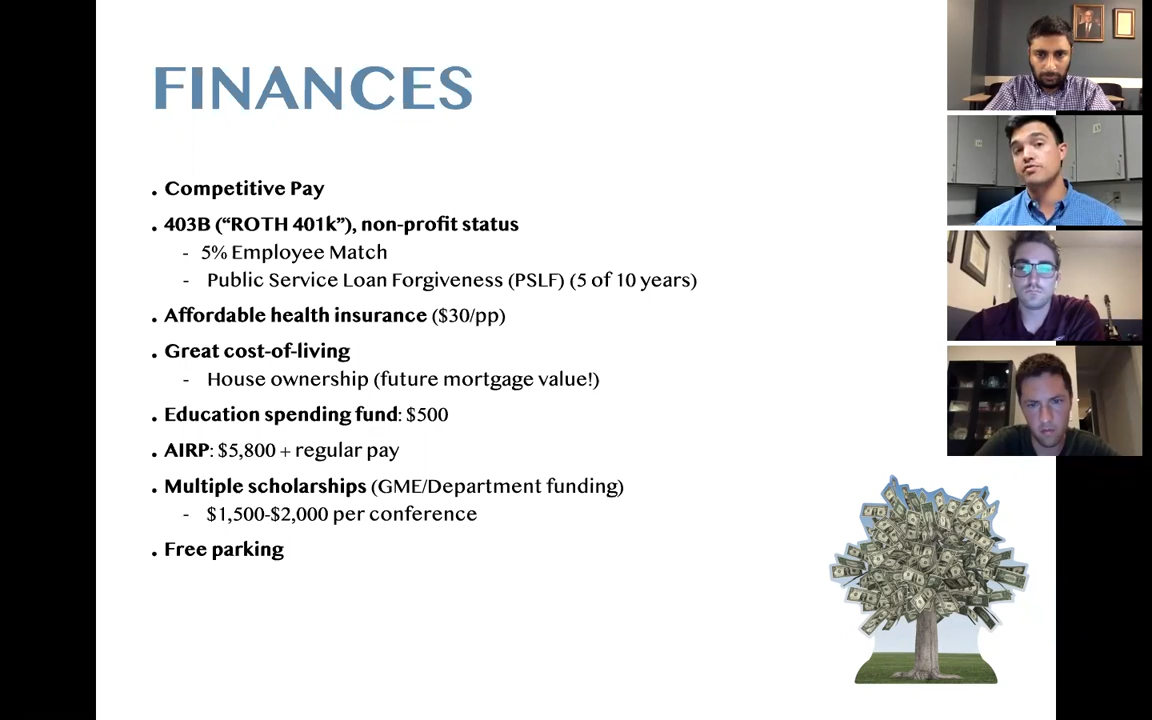 FINANCES
. Competitive Pay
. 403B (“ROTH 401k”), non-profit status
- 5% Employee Match
- Public Service Loan Forgiveness (PSLF) (5 of 10 years)
. Affordable health insurance ($30/pp)
. Great cost-of-living
- House ownership (future mortgage value!)
. Education spending fund: $500
. AIRP: $5,800 + regular pay
. Multiple scholarships (GME/Department funding)
- $1,500-$2,000 per conference
. Free parking